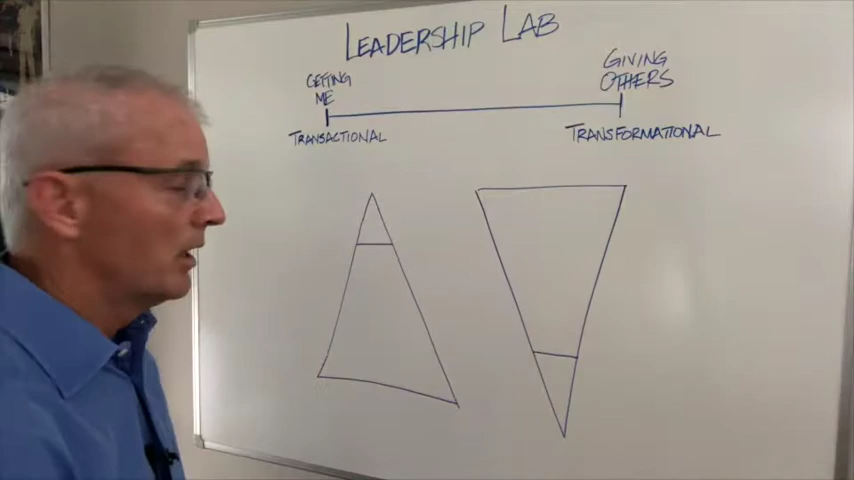 LEADERSHIP LAB
GETTING
ME
GIVING
OTHERS
TRANSACTIONAL
TRANSFORMATIONAL